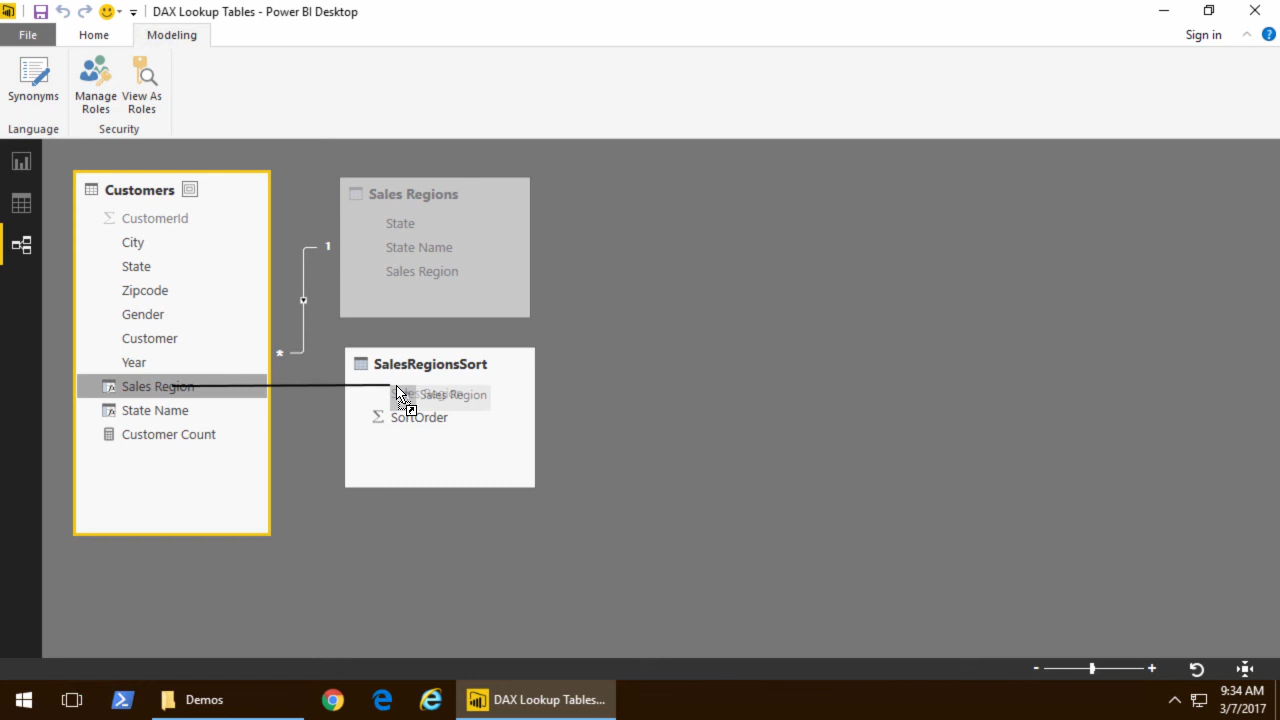 DAX Lookup Tables - Power BI Desktop
File
Home
Modeling
Sign in
?
Synonyms
Manage
Roles
View As
Roles
Language
Security
Customers
CustomerId
City
State
Zipcode
Gender
Customer
Year
Sales Region
State Name
Customer Count
1
*
Sales Regions
State
State Name
Sales Region
SalesRegionsSort
Sales Region
Sales Region
SortOrder
- +
Demos
DAX Lookup Tables...
9:34 AM
3/7/2017